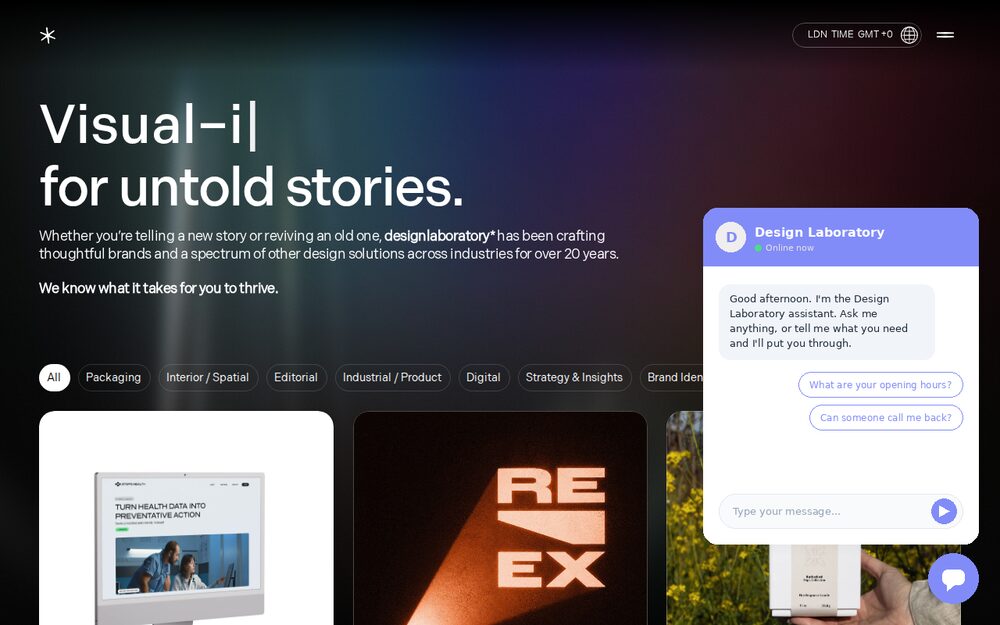 LDN TIME GMT+0
Visual–i|
for untold stories.
Whether you're telling a new story or reviving an old one, designlaboratory* has been crafting
thoughtful brands and a spectrum of other design solutions across industries for over 20 years.
We know what it takes for you to thrive.
All
Packaging
Interior / Spatial
Editorial
Industrial / Product
Digital
Strategy & Insights
Brand Iden
TURN HEALTH DATA INTO
PREVENTATIVE ACTION
RE
EX
D
Design Laboratory
Online now
Good afternoon. I'm the Design
Laboratory assistant. Ask me
anything, or tell me what you need
and I'll put you through.
What are your opening hours?
Can someone call me back?
Type your message...